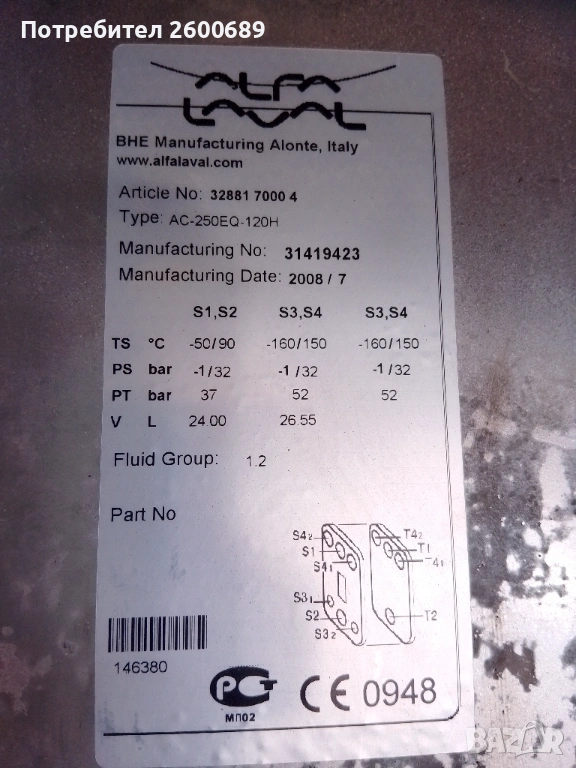 Потребител 2600689
ALFA
LAVAL
BHE Manufacturing Alonte, Italy
www.alfalaval.com
Article No: 32881 7000 4
Type: AC-250EQ-120H
Manufacturing No: 31419423
Manufacturing Date: 2008 / 7
S1,S2 S3,S4 S3,S4
TS °C -50/90 -160/150 -160/150
PS bar -1/32 -1/32 -1/32
PT bar 37 52 52
V L 24.00 26.55
Fluid Group: 1.2
Part No
S42 T42
S1 T1
S41 T41
S31
S2 T2
S32
146380
РСТ
МП02
CE 0948
BAZAR